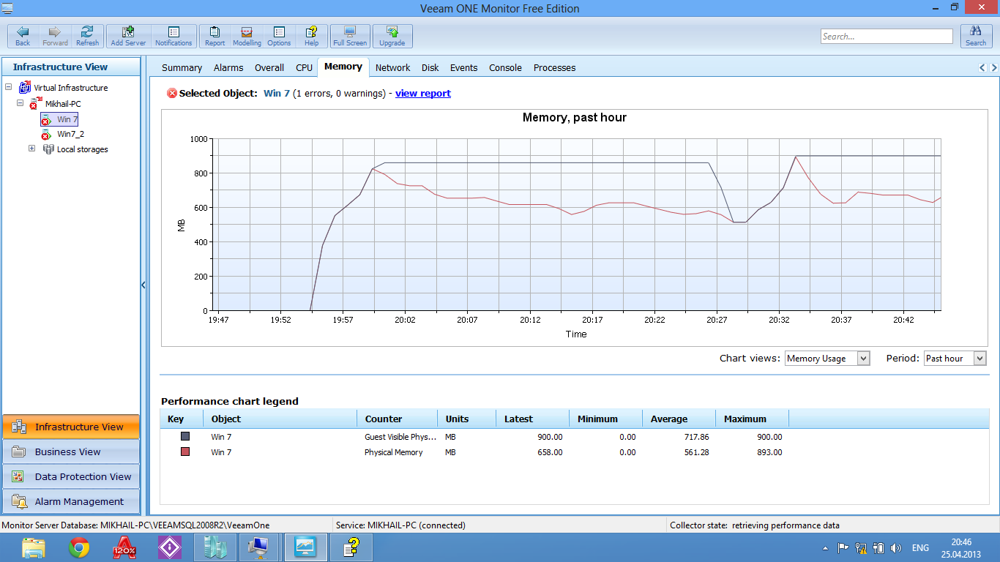 Veeam ONE Monitor Free Edition
Back Forward Refresh Add Server Notifications Report Modelling Options Help Full Screen Upgrade Search... Search
Infrastructure View
Virtual Infrastructure
Mikhail-PC
Win 7
Win7_2
Local storages
Summary Alarms Overall CPU Memory Network Disk Events Console Processes
Selected Object: Win 7 (1 errors, 0 warnings) - view report
Memory, past hour
1000
800
600
400
200
0
MB
19:47 19:52 19:57 20:02 20:07 20:12 20:17 20:22 20:27 20:32 20:37 20:42
Time
Chart views: Memory Usage Period: Past hour
Performance chart legend
Key Object Counter Units Latest Minimum Average Maximum
Win 7 Guest Visible Phys... MB 900.00 0.00 717.86 900.00
Win 7 Physical Memory MB 658.00 0.00 561.28 893.00
Infrastructure View
Business View
Data Protection View
Alarm Management
Monitor Server Database: MIKHAIL-PC\VEEAMSQL2008R2\VeeamOne Service: MIKHAIL-PC (connected) Collector state: retrieving performance data
120%
ENG
20:46
25.04.2013